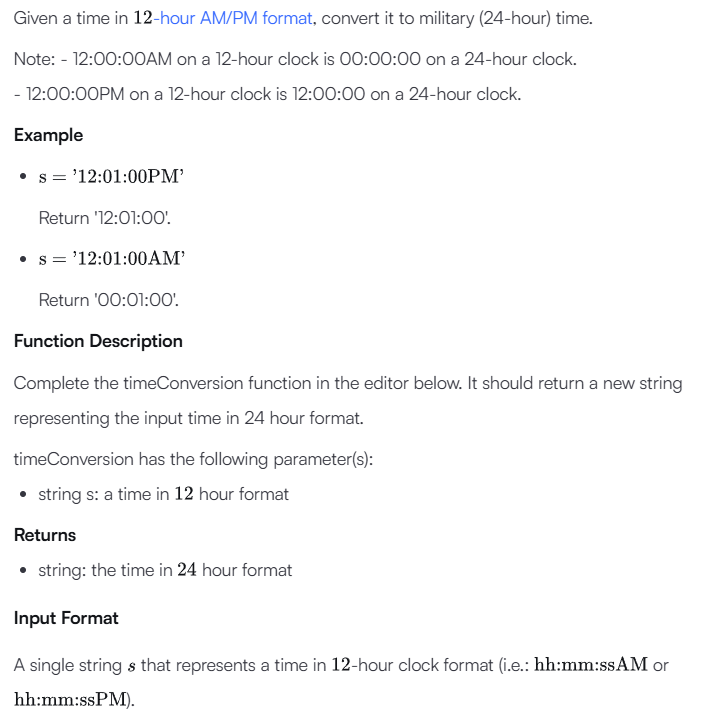 Given a time in 12-hour AM/PM format, convert it to military (24-hour) time.
Note: - 12:00:00AM on a 12-hour clock is 00:00:00 on a 24-hour clock.
- 12:00:00PM on a 12-hour clock is 12:00:00 on a 24-hour clock.
Example
• s = '12:01:00PM'
Return '12:01:00'.
• s = '12:01:00AM'
Return '00:01:00'.
Function Description
Complete the timeConversion function in the editor below. It should return a new string
representing the input time in 24 hour format.
timeConversion has the following parameter(s):
• string s: a time in 12 hour format
Returns
• string: the time in 24 hour format
Input Format
A single string s that represents a time in 12-hour clock format (i.e.: hh:mm:ssAM or
hh:mm:ssPM).